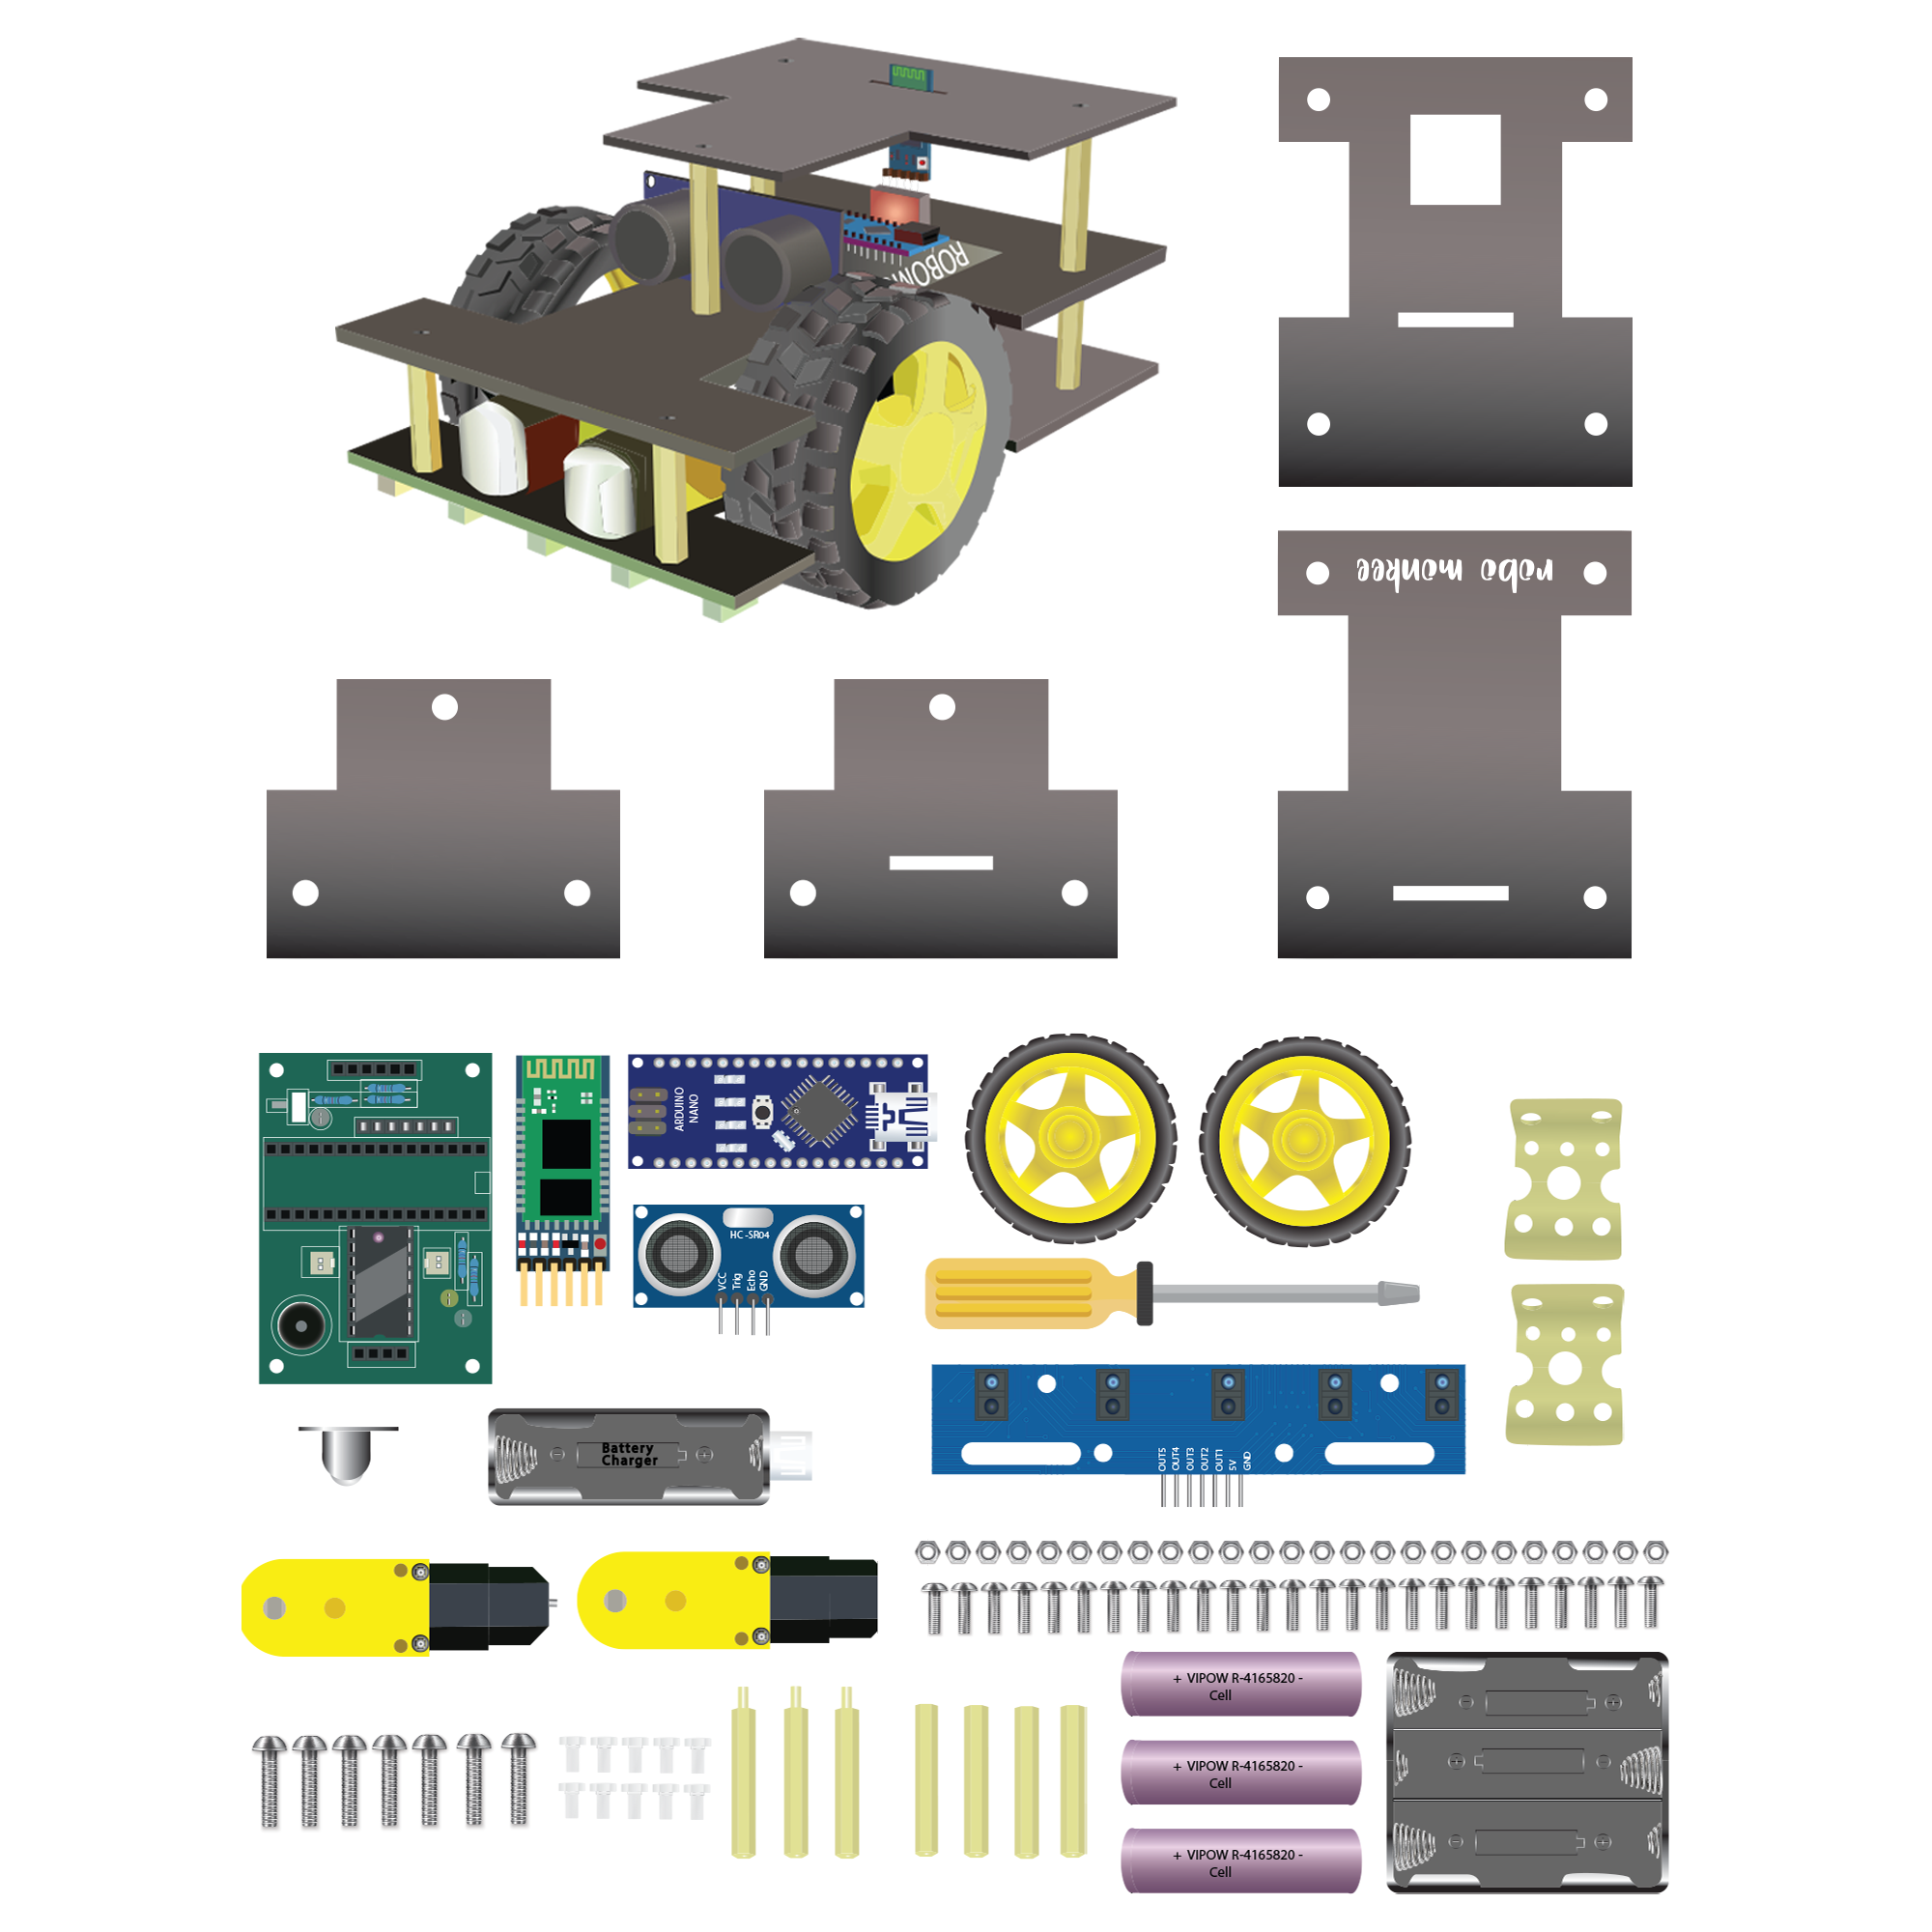 ROBOM
robo monkee
ARDUINO
NANO
HC-SR04
VCC
Trig
Echo
GND
Battery
Charger
OUT5
OUT4
OUT3
OUT2
OUT1
5V
GND
+ VIPOW R-4165820 -
Cell
+ VIPOW R-4165820 -
Cell
+ VIPOW R-4165820 -
Cell